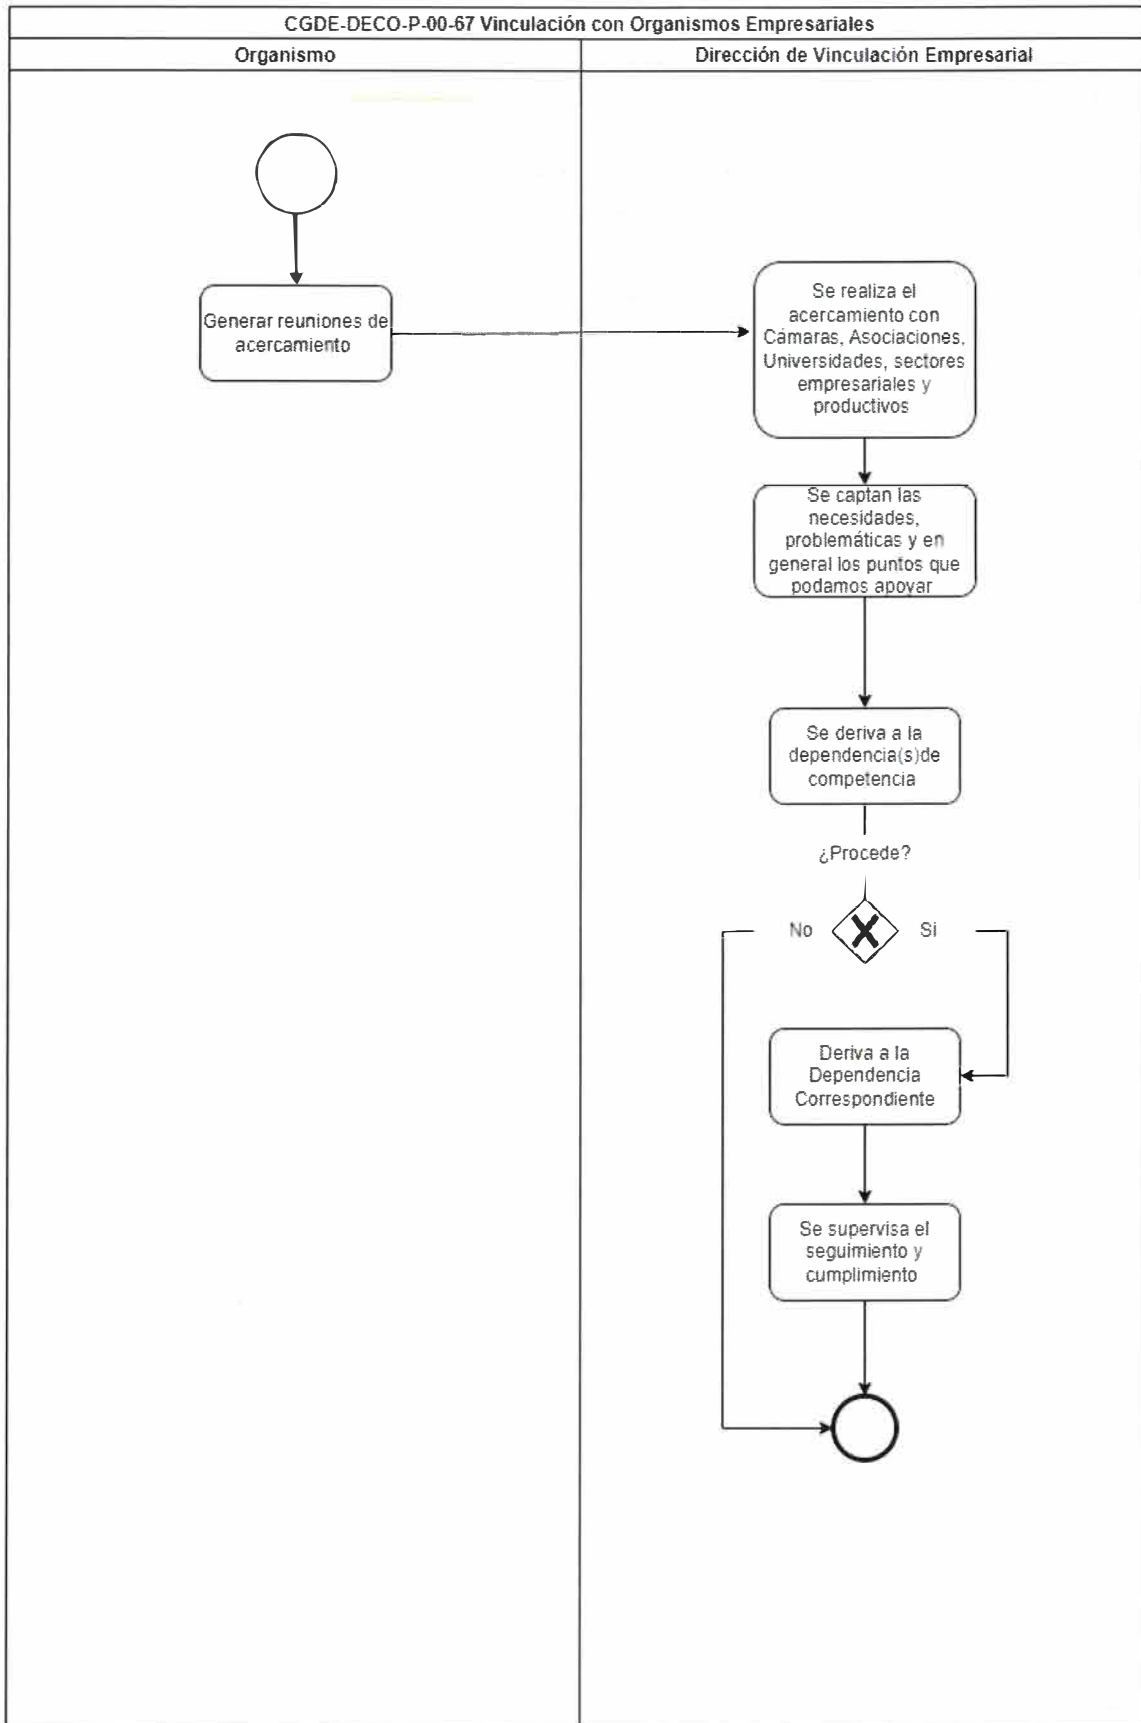 CGDE-DECO-P-00-67 Vinculación con Organismos Empresariales
Organismo
Dirección de Vinculación Empresarial
Generar reuniones de
acercamiento
Se realiza el
acercamiento con
Cámaras, Asociaciones,
Universidades, sectores
empresariales y
productivos
Se captan las
necesidades,
problemáticas y en
general los puntos que
podamos apoyar
Se deriva a la
dependencia(s)de
competencia
¿Procede?
No
Si
Deriva a la
Dependencia
Correspondiente
Se supervisa el
seguimiento y
cumplimiento